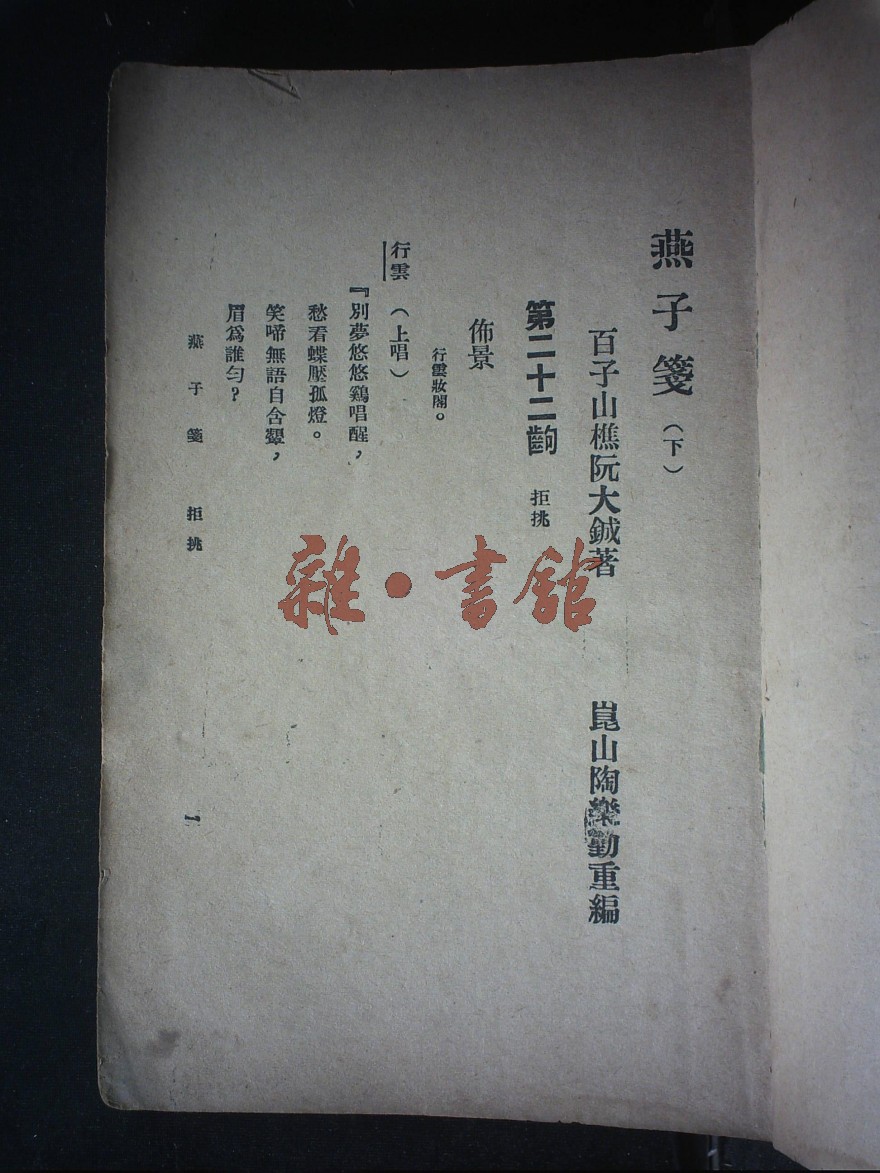 燕子箋（下）
百子山樵阮大鋮著　崑山陶樂勤重編
第二十二齣　拒挑
佈景
行雲妝閣。
行雲　（上唱）
『別夢悠悠鷄唱醒，
愁看蝶壓孤燈。
笑啼無語自含顰，
眉爲誰勻？
燕子箋　拒挑
1
雜·書館